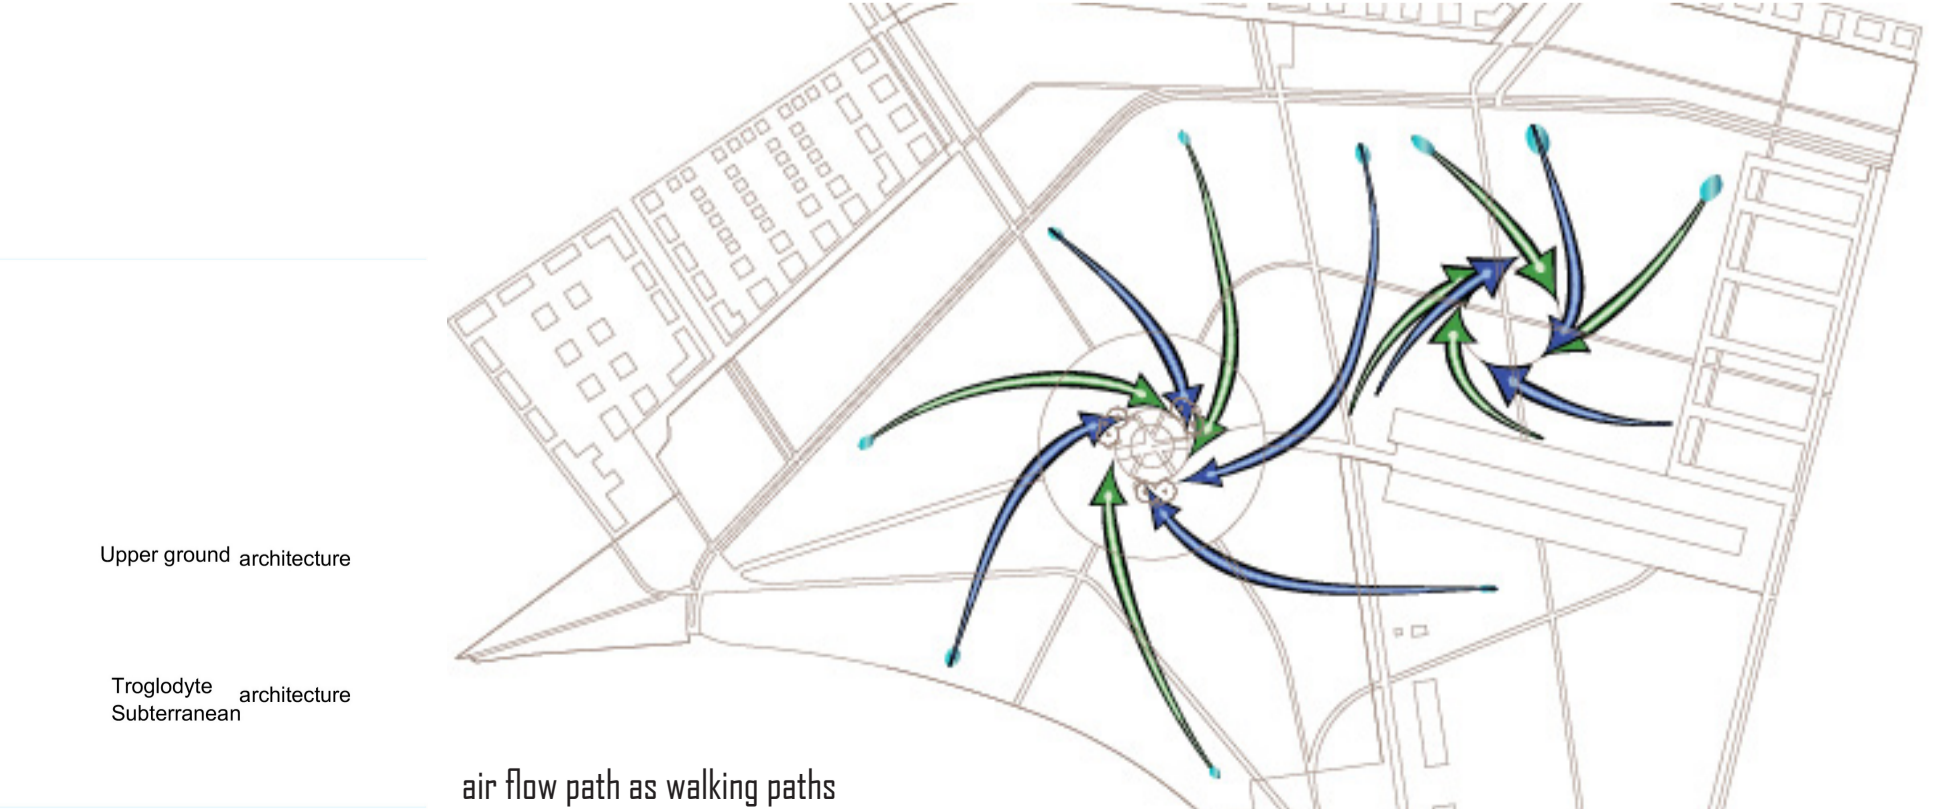 Upper ground architecture
Troglodyte architecture
Subterranean
air flow path as walking paths